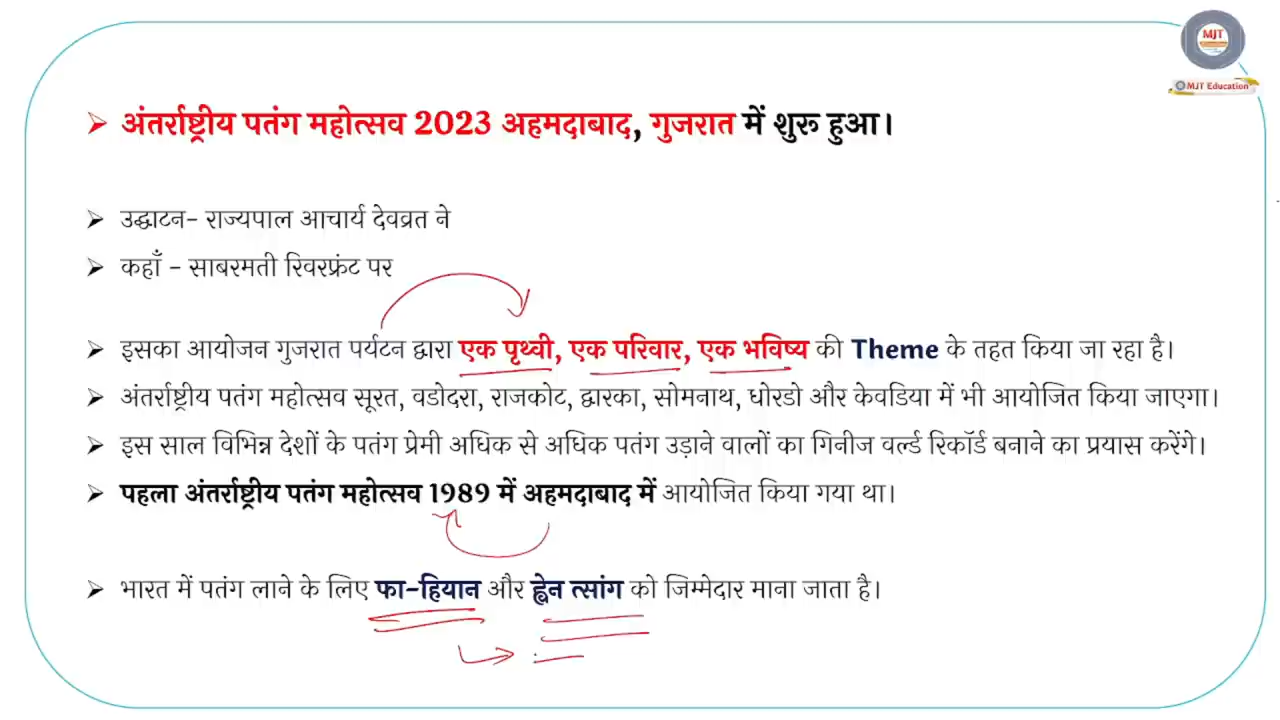 MJT
MJT Education
➢ अंतर्राष्ट्रीय पतंग महोत्सव 2023 अहमदाबाद, गुजरात में शुरू हुआ।
➢ उद्घाटन- राज्यपाल आचार्य देवव्रत ने
➢ कहाँ - साबरमती रिवरफ्रंट पर
➢ इसका आयोजन गुजरात पर्यटन द्वारा एक पृथ्वी, एक परिवार, एक भविष्य की Theme के तहत किया जा रहा है।
➢ अंतर्राष्ट्रीय पतंग महोत्सव सूरत, वडोदरा, राजकोट, द्वारका, सोमनाथ, धोरडो और केवडिया में भी आयोजित किया जाएगा।
➢ इस साल विभिन्न देशों के पतंग प्रेमी अधिक से अधिक पतंग उड़ाने वालों का गिनीज वर्ल्ड रिकॉर्ड बनाने का प्रयास करेंगे।
➢ पहला अंतर्राष्ट्रीय पतंग महोत्सव 1989 में अहमदाबाद में आयोजित किया गया था।
➢ भारत में पतंग लाने के लिए फा-हियान और ह्वेन त्सांग को जिम्मेदार माना जाता है।